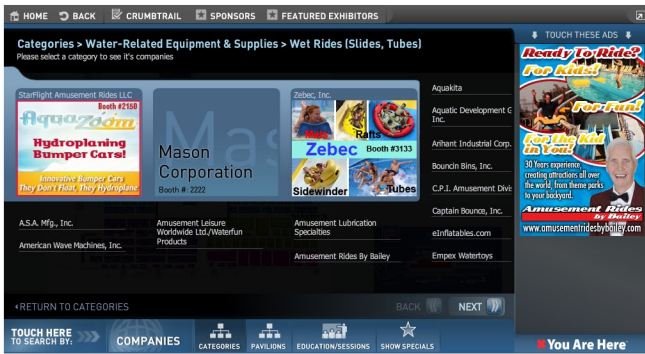 HOME
BACK
CRUMBTRAIL
SPONSORS
FEATURED EXHIBITORS
TOUCH THESE ADS
Categories > Water-Related Equipment & Supplies > Wet Rides (Slides, Tubes)
Please select a category to see it's companies
StarFlight Amusement Rides LLC
Booth #2150
Aquazoom
Hydroplaning
Bumper Cars!
Innovative Bumper Cars
They Don't Float, They Hydroplane
Mas
Mason
Corporation
Booth #: 2222
Zebec, Inc.
Rafts
Zebec
Booth #3133
Sidewinder
Tubes
Aquakita
Aquatic Development G
Inc.
Arihant Industrial Corp.
Bouncin Bins, Inc.
C.P.I. Amusement Divi
Captain Bounce, Inc.
eInflatables.com
Empex Watertoys
A.S.A. Mfg., Inc.
American Wave Machines, Inc.
Amusement Leisure
Worldwide Ltd./Waterfun
Products
Amusement Lubrication
Specialties
Amusement Rides By Bailey
Ready To Ride?
For Kids!
For Fun!
For the Kid
in You!
30 Years experience,
creating attractions all over
the world, from theme parks
to your backyard.
Amusement Rides
by Bailey
www.amusementridesbybailey.com
RETURN TO CATEGORIES
BACK
NEXT
TOUCH HERE
TO SEARCH BY:
COMPANIES
CATEGORIES
PAVILIONS
EDUCATION/SESSIONS
SHOW SPECIALS
You Are Here